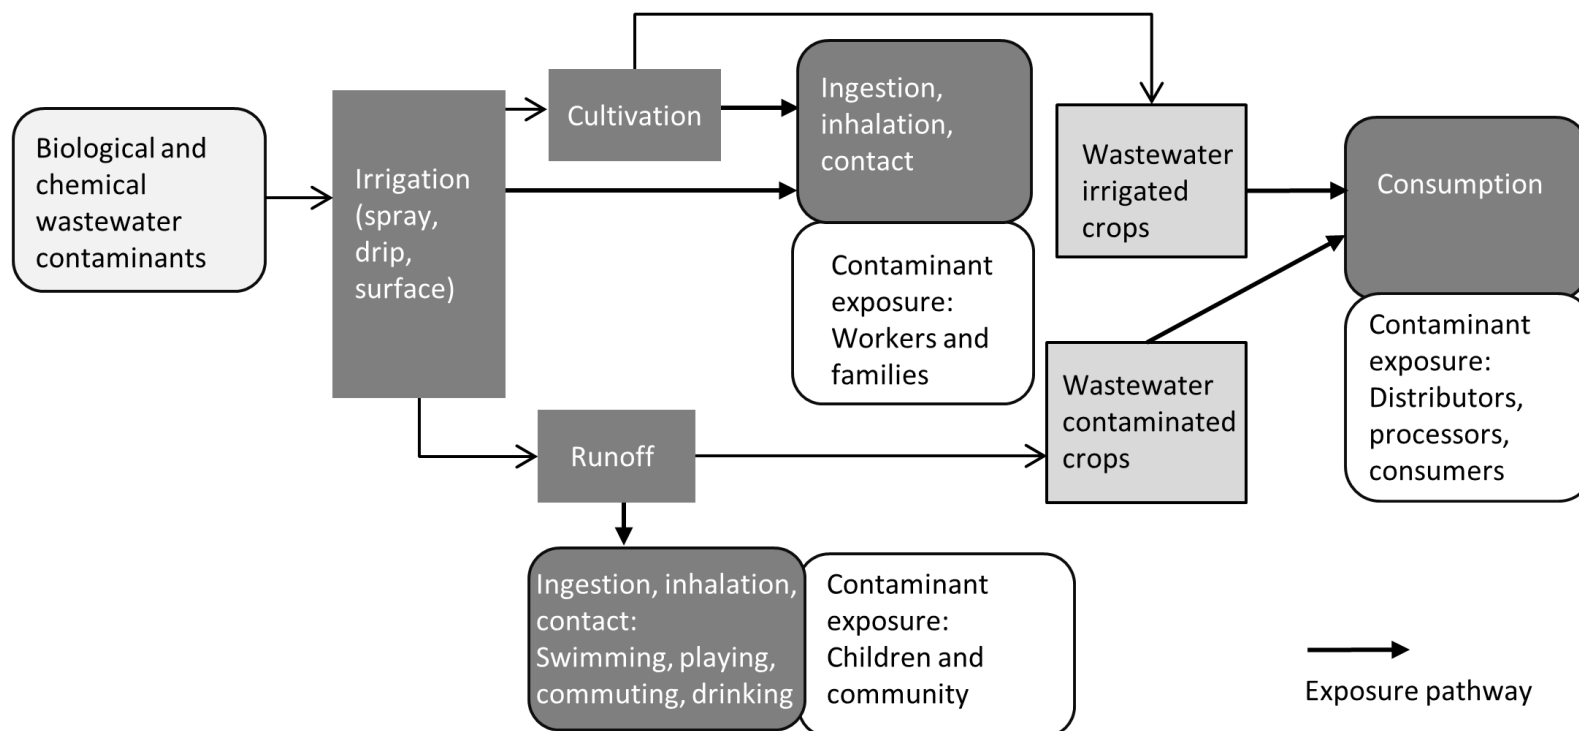 Biological and
chemical
wastewater
contaminants
Irrigation
(spray,
drip,
surface)
Cultivation
Ingestion,
inhalation,
contact
Contaminant
exposure:
Workers and
families
Wastewater
irrigated
crops
Consumption
Contaminant
exposure:
Distributors,
processors,
consumers
Runoff
Wastewater
contaminated
crops
Ingestion, inhalation,
contact:
Swimming, playing,
commuting, drinking
Contaminant
exposure:
Children and
community
Exposure pathway